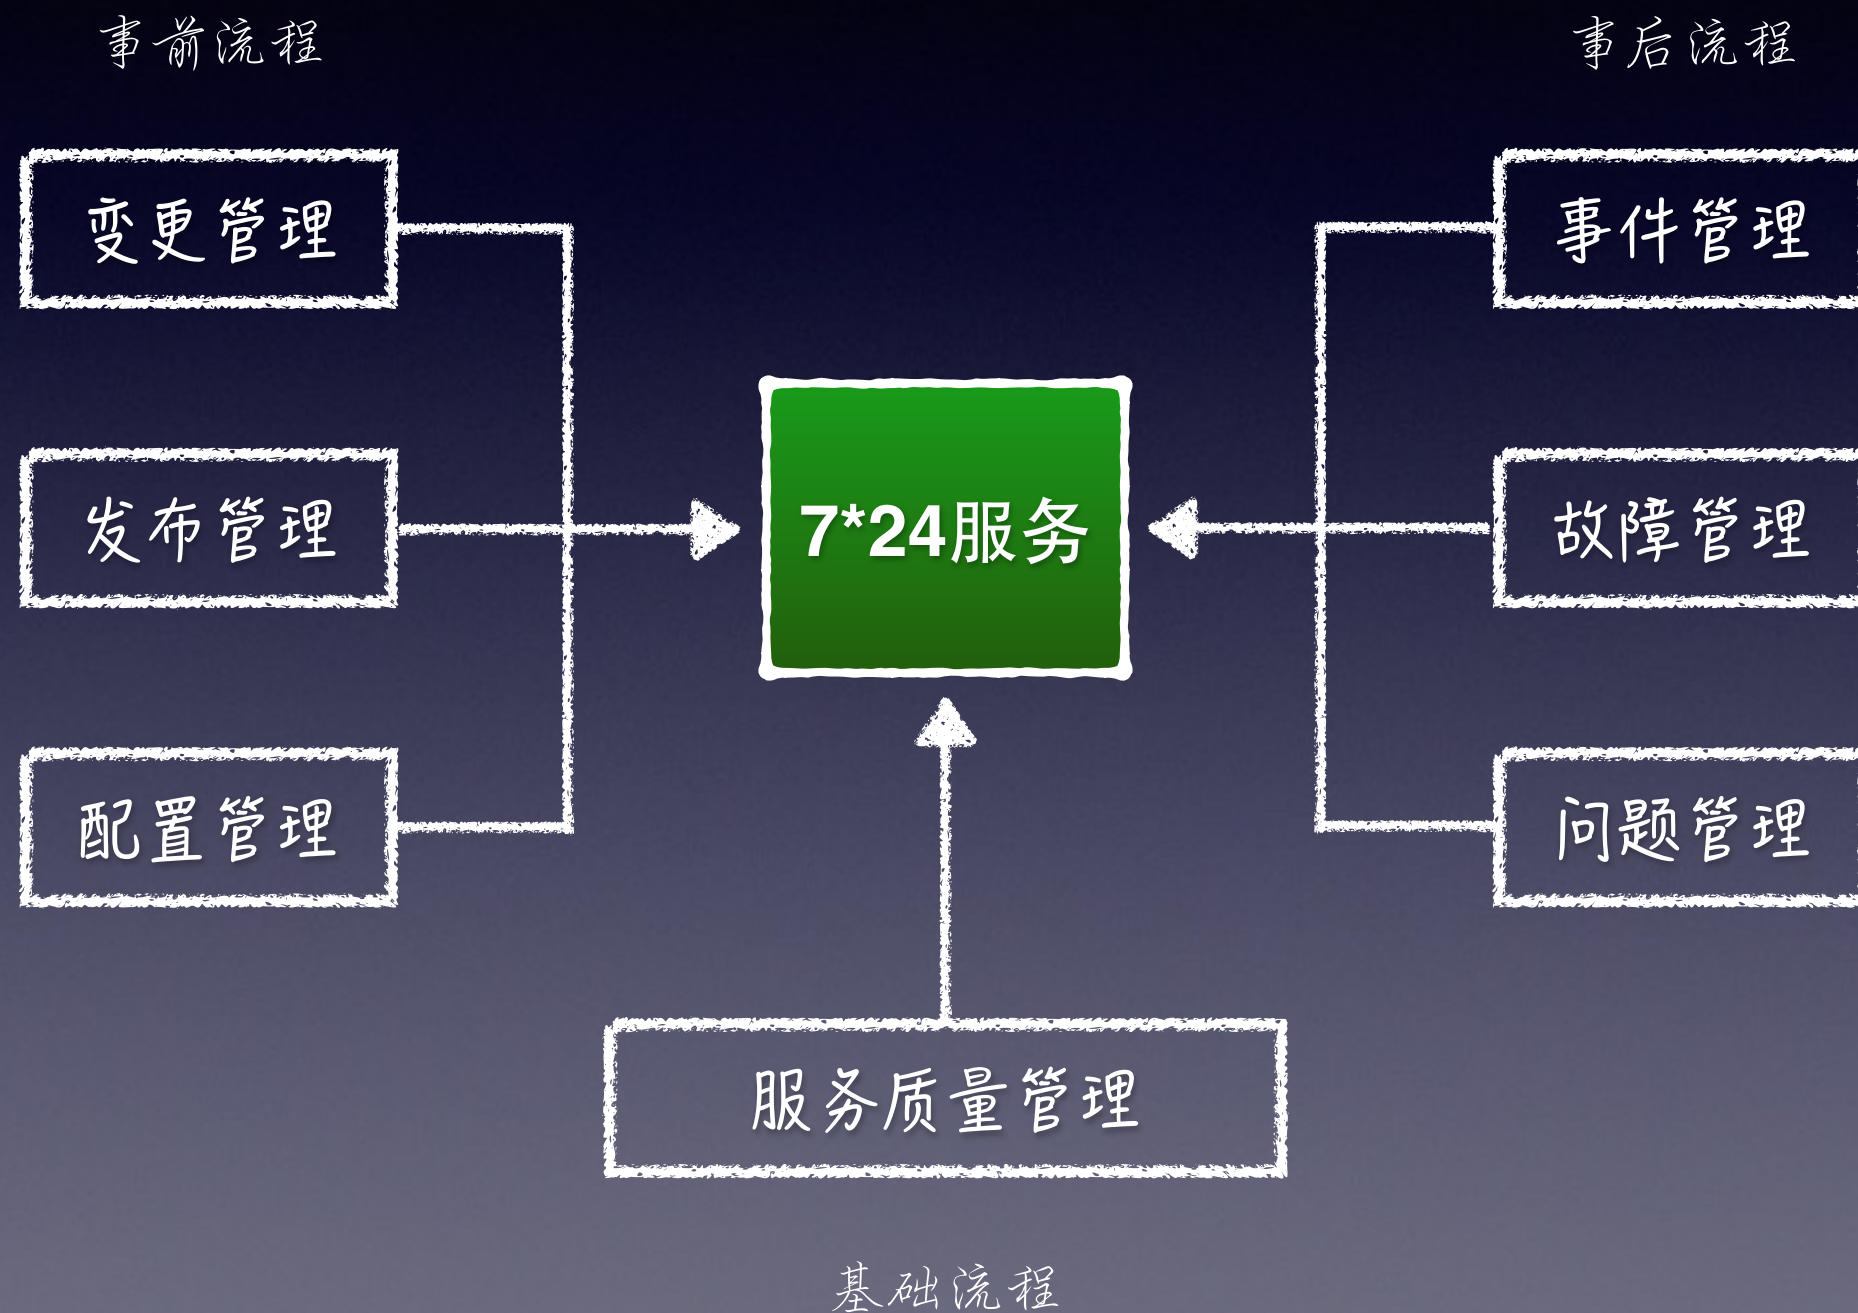 事前流程
事后流程
变更管理
事件管理
发布管理
7*24服务
故障管理
配置管理
问题管理
服务质量管理
基础流程